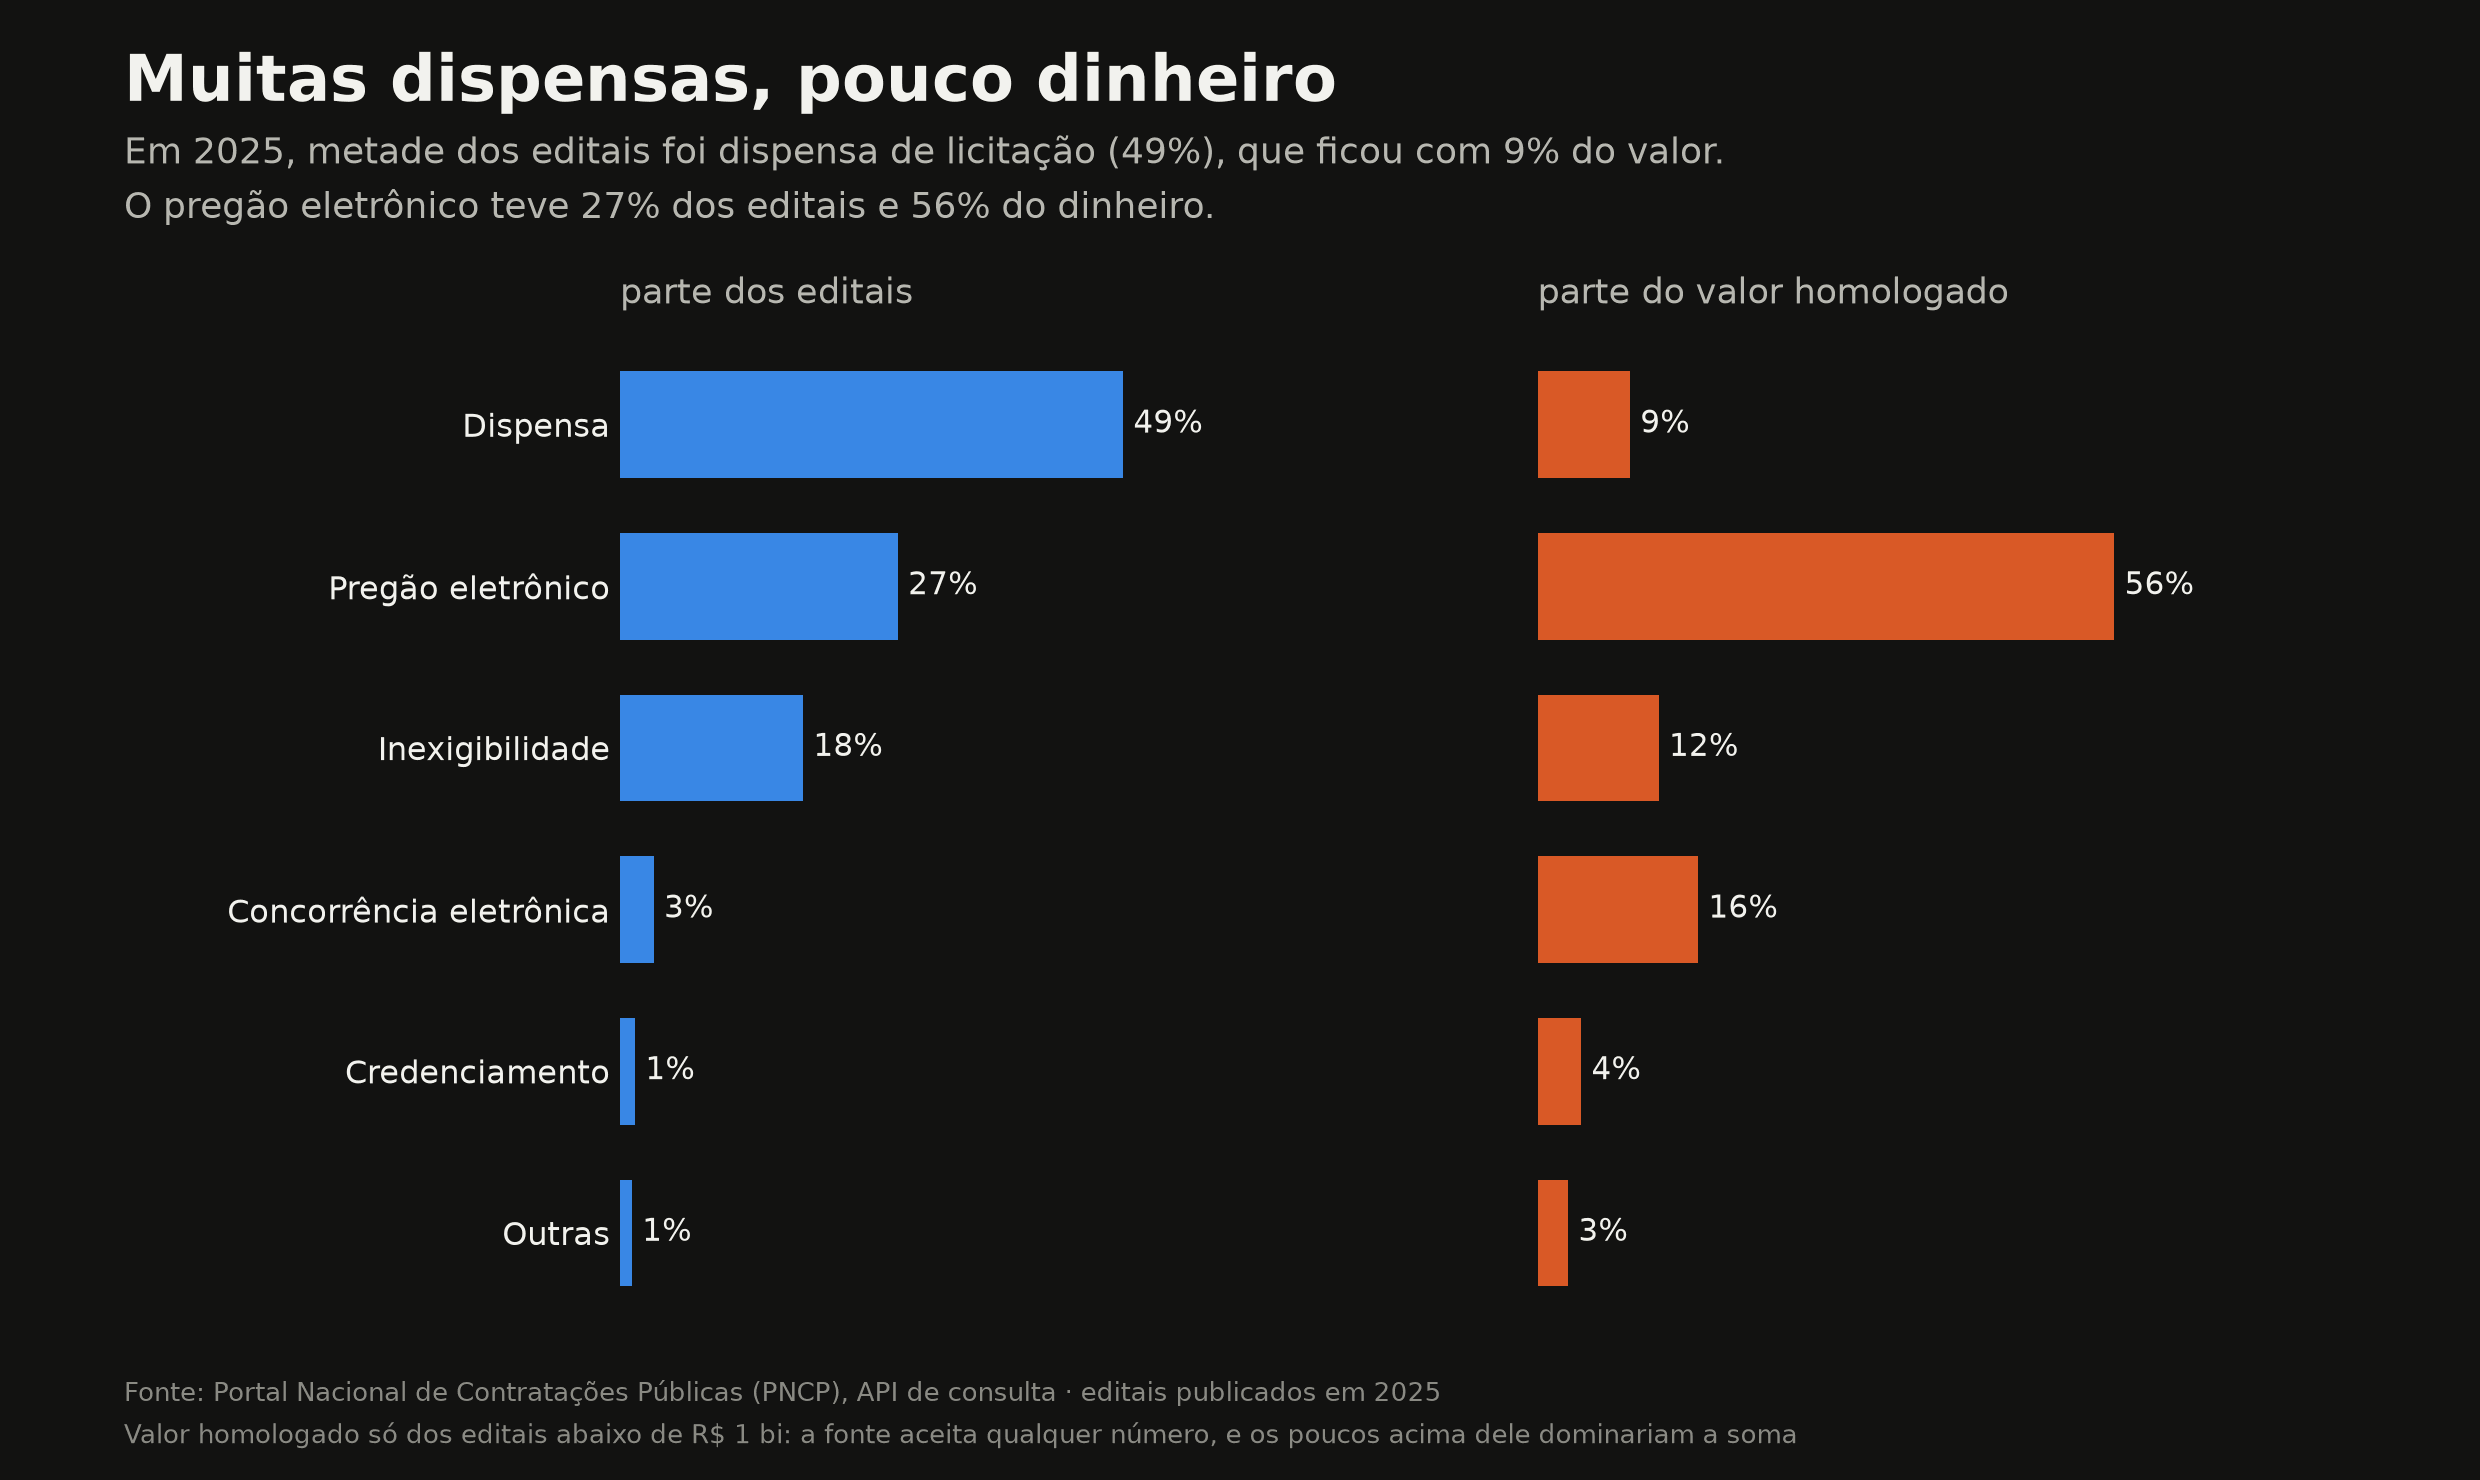 Muitas dispensas, pouco dinheiro
Em 2025, metade dos editais foi dispensa de licitação (49%), que ficou com 9% do valor.
O pregão eletrônico teve 27% dos editais e 56% do dinheiro.
parte dos editais
parte do valor homologado
Dispensa 49% 9%
Pregão eletrônico 27% 56%
Inexigibilidade 18% 12%
Concorrência eletrônica 3% 16%
Credenciamento 1% 4%
Outras 1% 3%
Fonte: Portal Nacional de Contratações Públicas (PNCP), API de consulta · editais publicados em 2025
Valor homologado só dos editais abaixo de R$ 1 bi: a fonte aceita qualquer número, e os poucos acima dele dominariam a soma